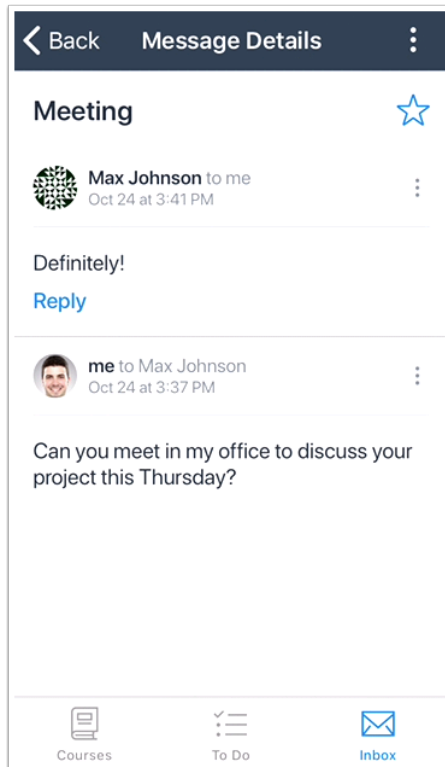 Back Message Details
Meeting
Max Johnson to me
Oct 24 at 3:41 PM
Definitely!
Reply
me to Max Johnson
Oct 24 at 3:37 PM
Can you meet in my office to discuss your
project this Thursday?
Courses To Do Inbox